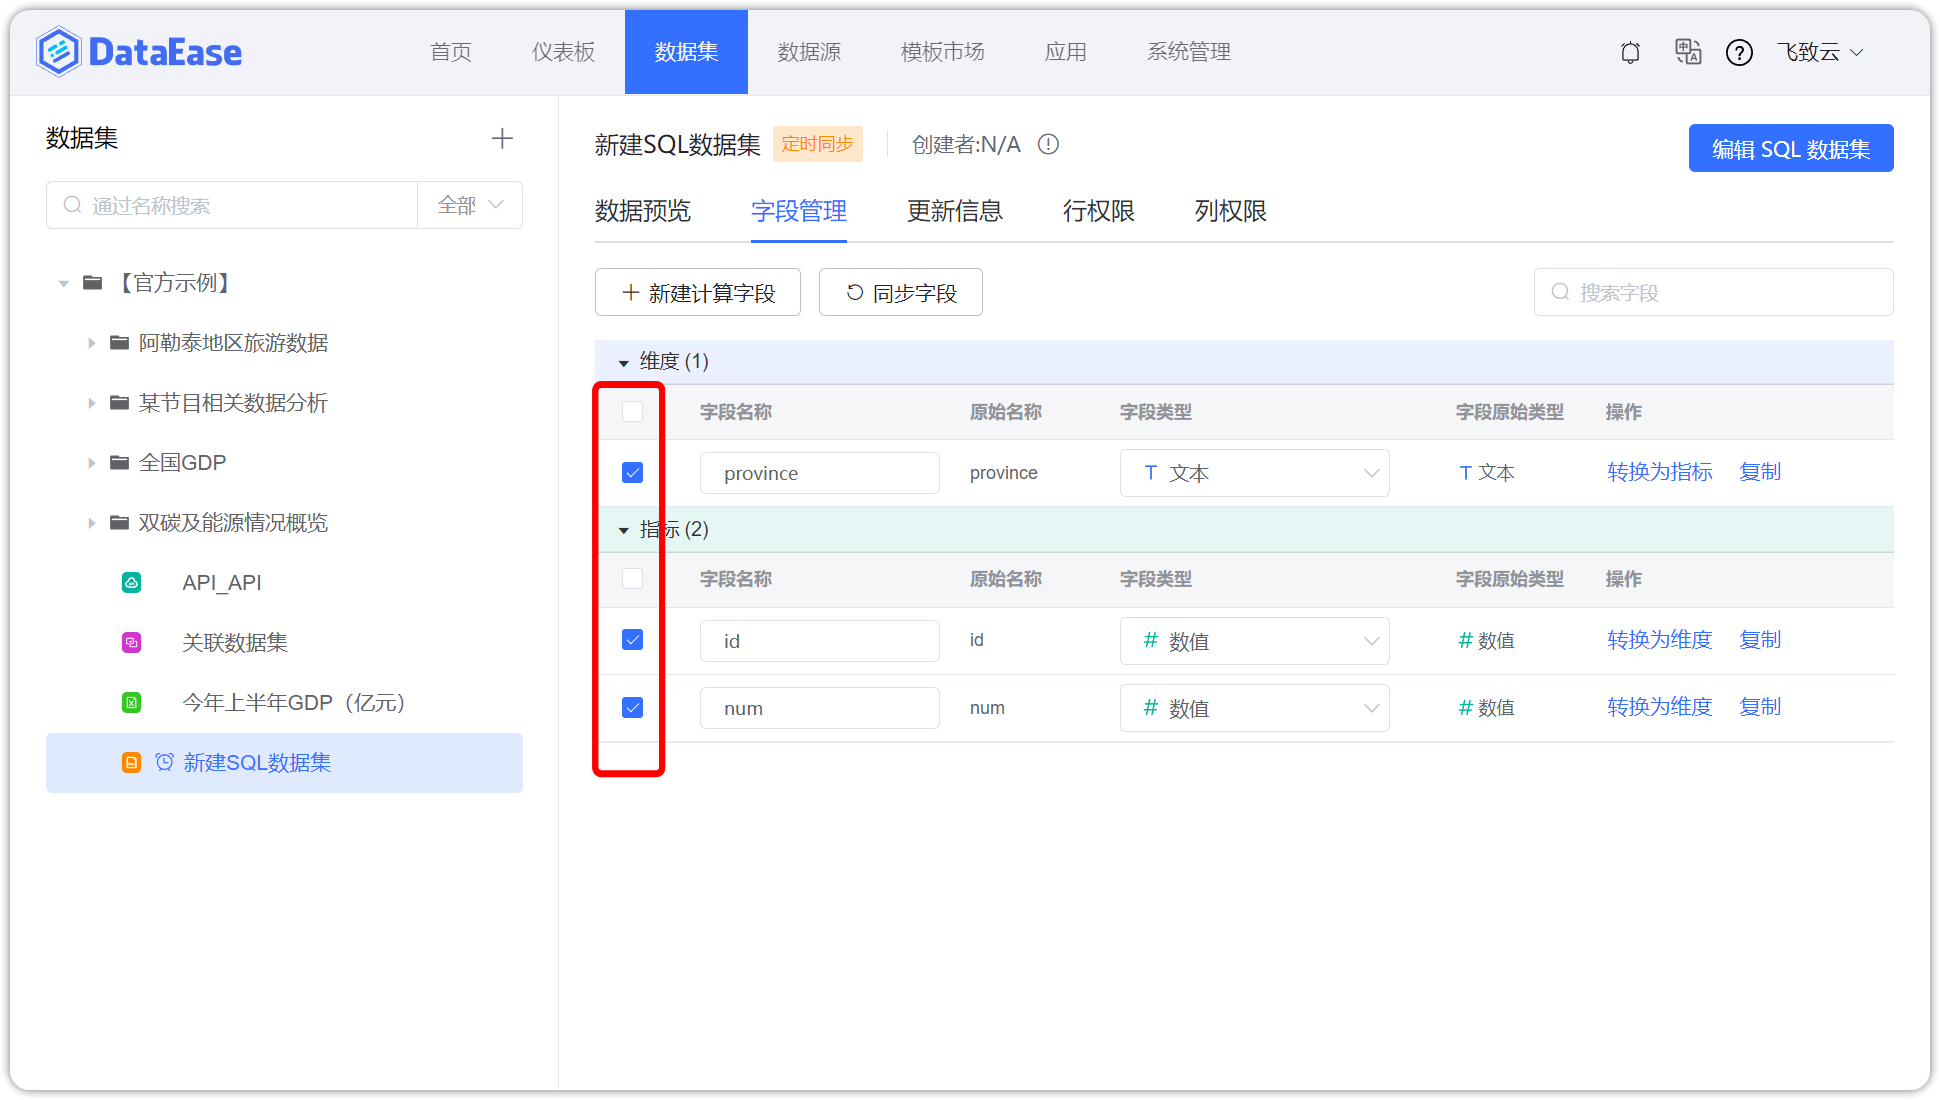 DataEase 首页 仪表板 数据集 数据源 模板市场 应用 系统管理 飞致云
数据集
通过名称搜索 全部
【官方示例】
阿勒泰地区旅游数据
某节目相关数据分析
全国GDP
双碳及能源情况概览
API_API
关联数据集
今年上半年GDP（亿元）
新建SQL数据集
新建SQL数据集 定时同步 创建者:N/A 编辑 SQL 数据集
数据预览 字段管理 更新信息 行权限 列权限
新建计算字段 同步字段 搜索字段
维度 (1)
字段名称 原始名称 字段类型 字段原始类型 操作
province province T 文本 T 文本 转换为指标 复制
指标 (2)
字段名称 原始名称 字段类型 字段原始类型 操作
id id # 数值 # 数值 转换为维度 复制
num num # 数值 # 数值 转换为维度 复制